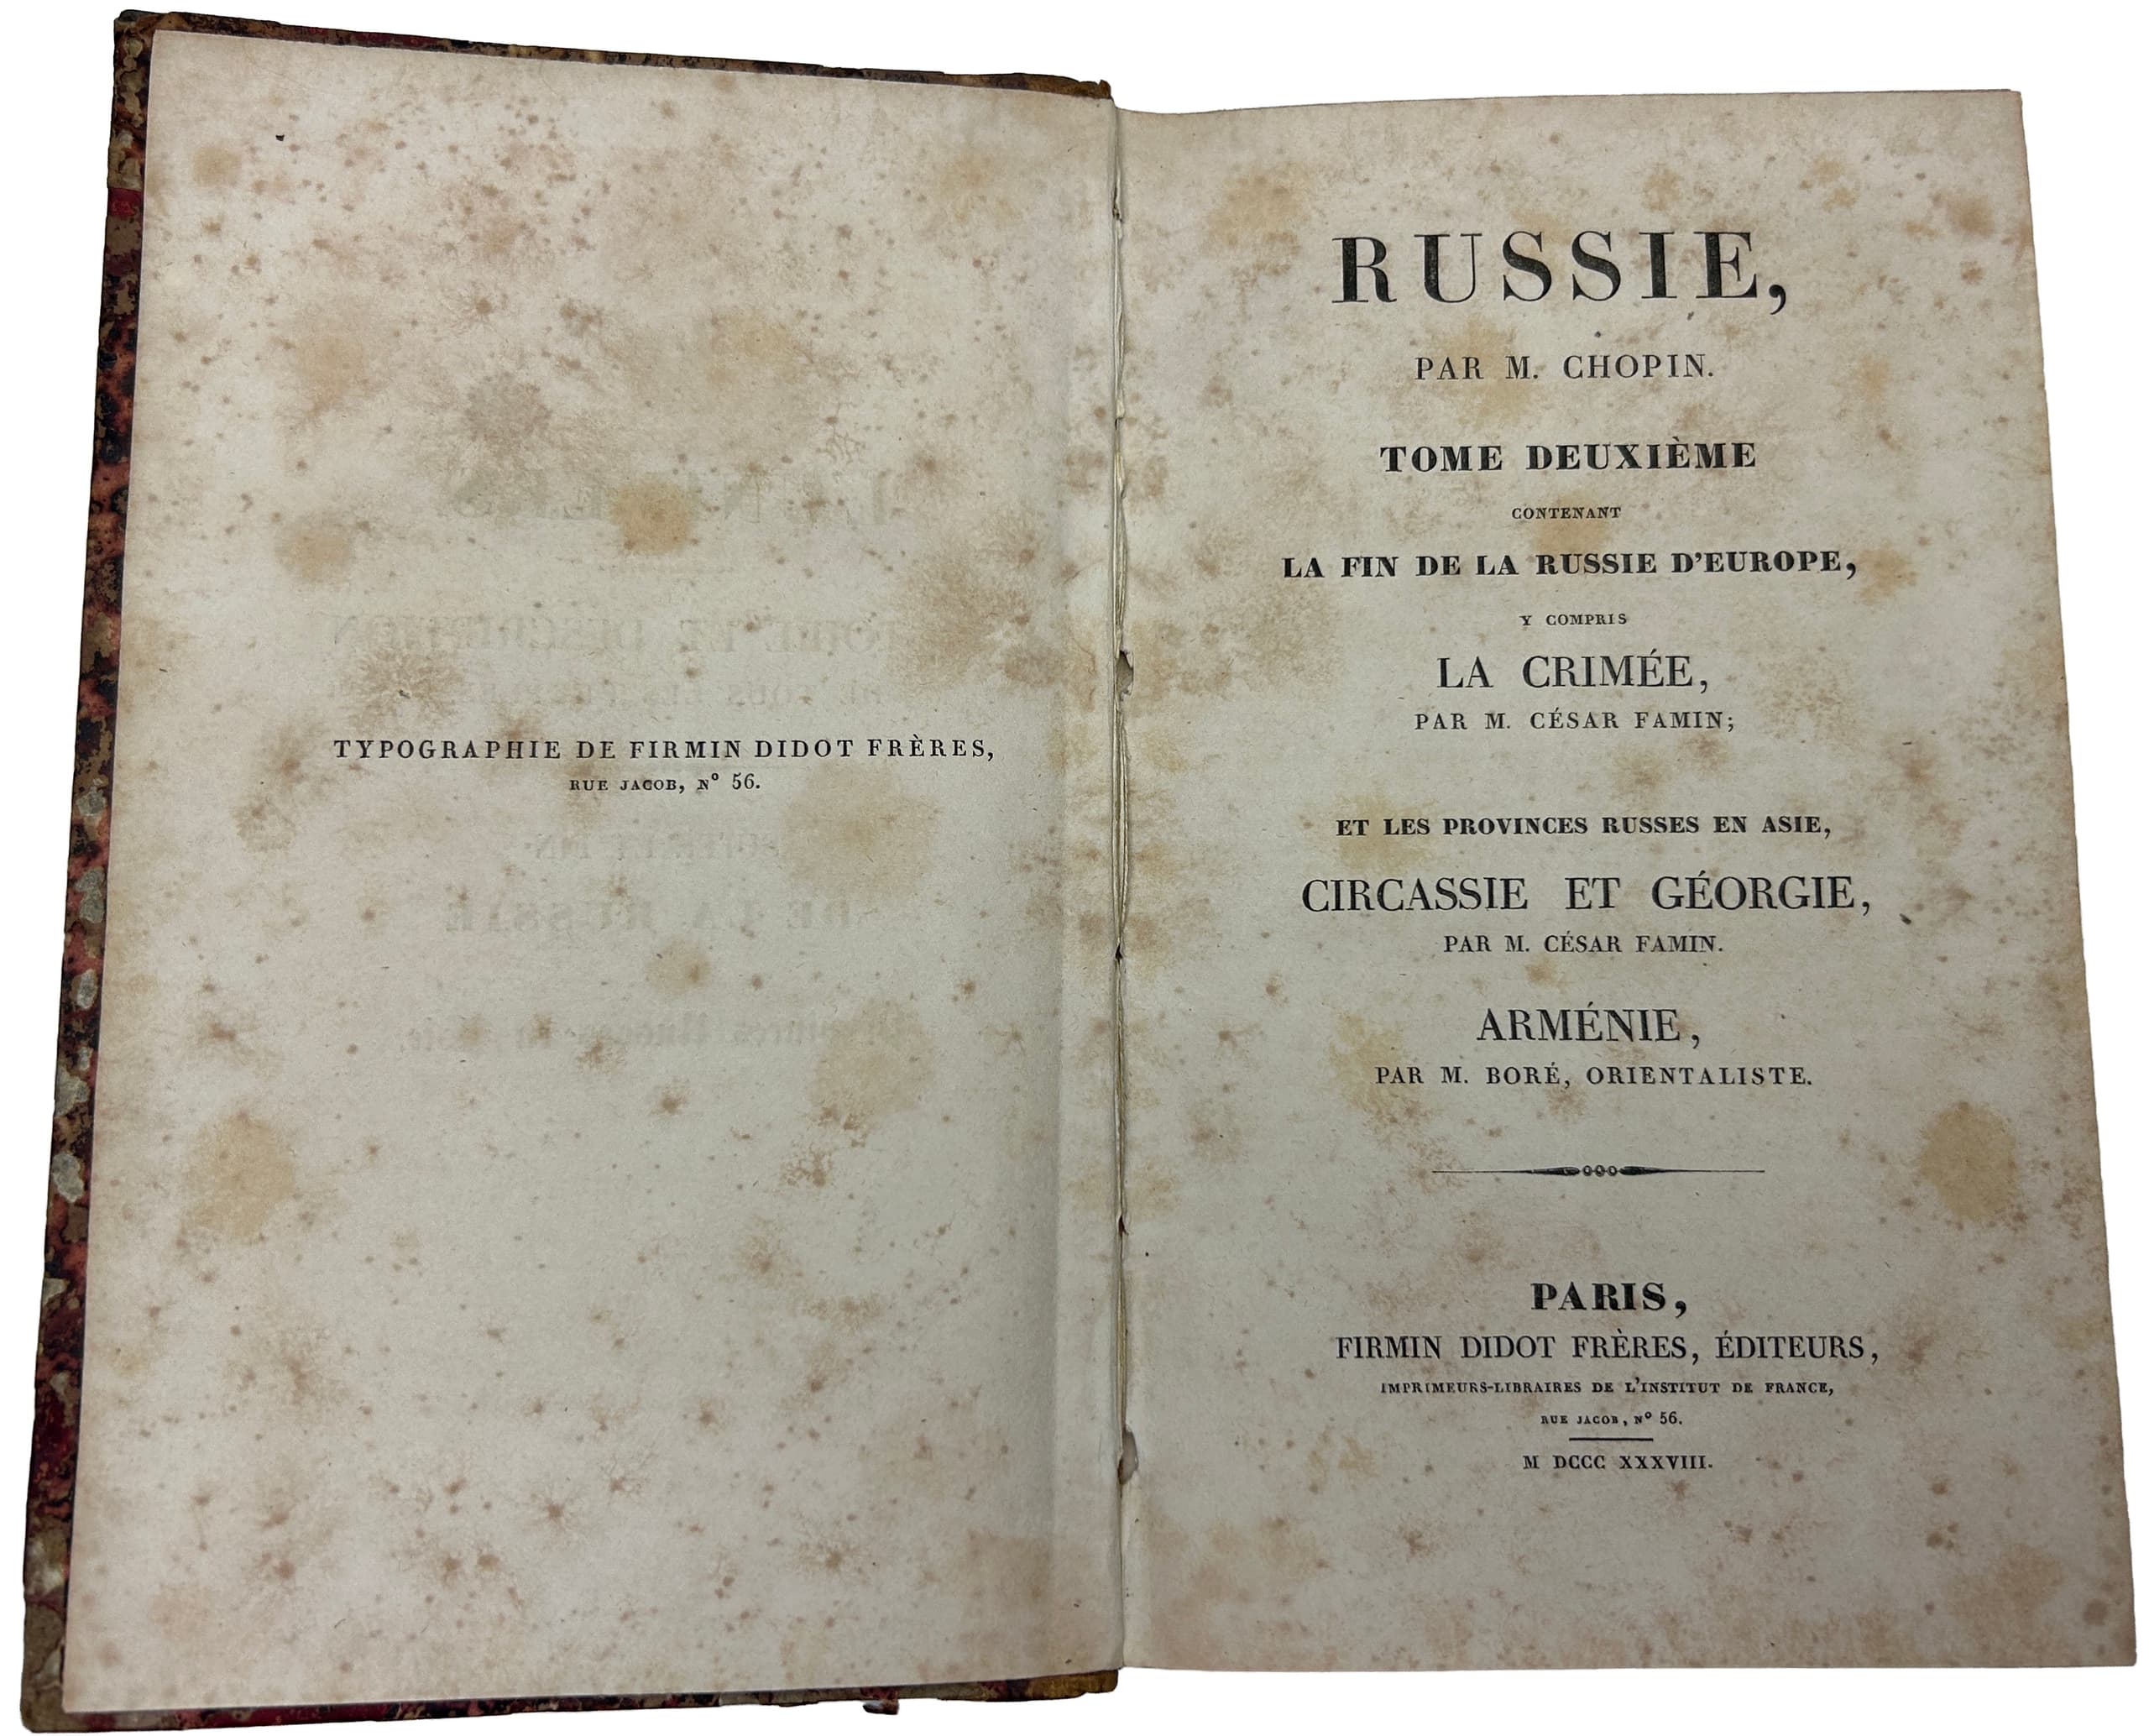 TYPOGRAPHIE DE FIRMIN DIDOT FRÈRES,
RUE JACOB, N° 56.
RUSSIE,
PAR M. CHOPIN.
TOME DEUXIÈME
CONTENANT
LA FIN DE LA RUSSIE D'EUROPE,
Y COMPRIS
LA CRIMÉE,
PAR M. CÉSAR FAMIN;
ET LES PROVINCES RUSSES EN ASIE,
CIRCASSIE ET GÉORGIE,
PAR M. CÉSAR FAMIN.
ARMÉNIE,
PAR M. BORÉ, ORIENTALISTE.
PARIS,
FIRMIN DIDOT FRÈRES, ÉDITEURS,
IMPRIMEURS-LIBRAIRES DE L'INSTITUT DE FRANCE,
RUE JACOB, N° 56.
M DCCC XXXVIII.